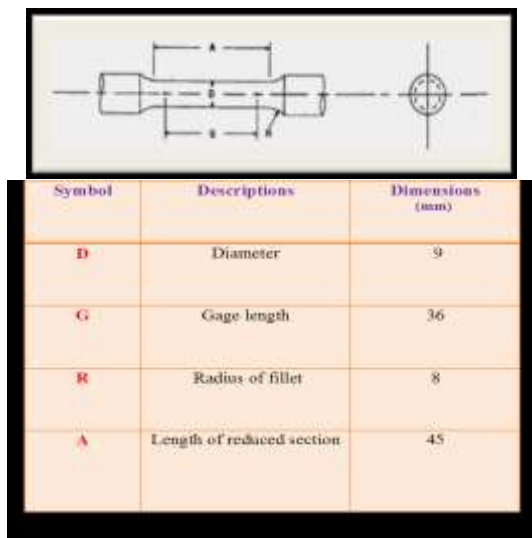 A
D
G
R
Symbol Descriptions Dimensions
(mm)
D Diameter 9
G Gage length 36
R Radius of fillet 8
A Length of reduced section 45